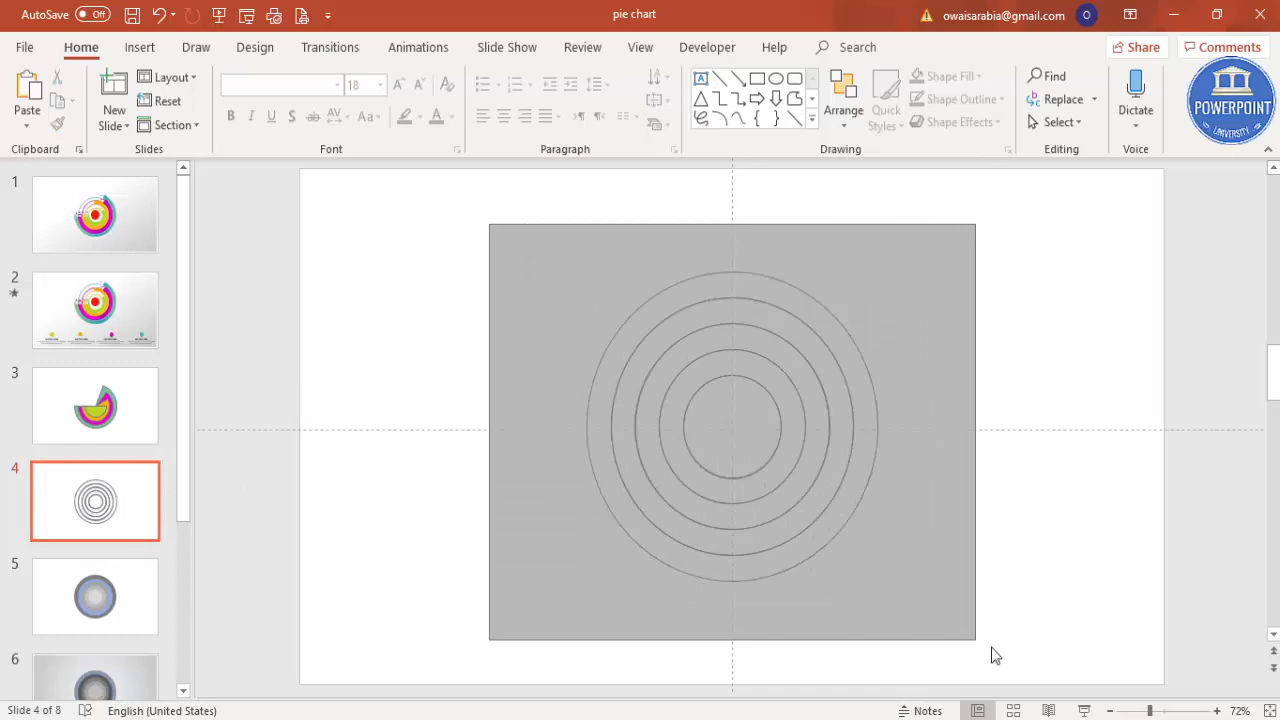 AutoSave Off
pie chart
owaisarabia@gmail.com O
File Home Insert Draw Design Transitions Animations Slide Show Review View Developer Help Search Share Comments
Paste
New Slide
Layout
Reset
Section
18
B I U S ab AV Aa A
Arrange
Quick Styles
Shape Fill
Shape Outline
Shape Effects
Find
Replace
Select
Dictate
POWERPOINT
UNIVERSITY
Clipboard Slides Font Paragraph Drawing Editing Voice
1
2
3
4
5
6
Slide 4 of 8 English (United States) Notes 72%